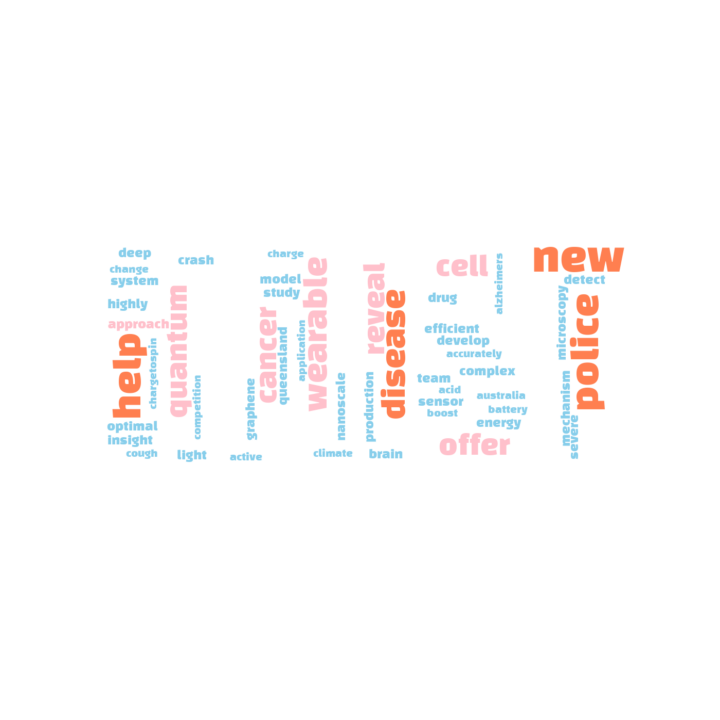 deep
change
system
highly
approach
help
chargetospin
optimal
insight
cough
crash
quantum
competition
light
charge
model
study
cancer
queensland
application
wearable
graphene
nanoscale
active
climate
reveal
disease
production
brain
cell
alzheimers
drug
efficient
develop
accurately
complex
team
acid
sensor
australia
boost
battery
energy
offer
new
detect
microscopy
police
mechanism
severe